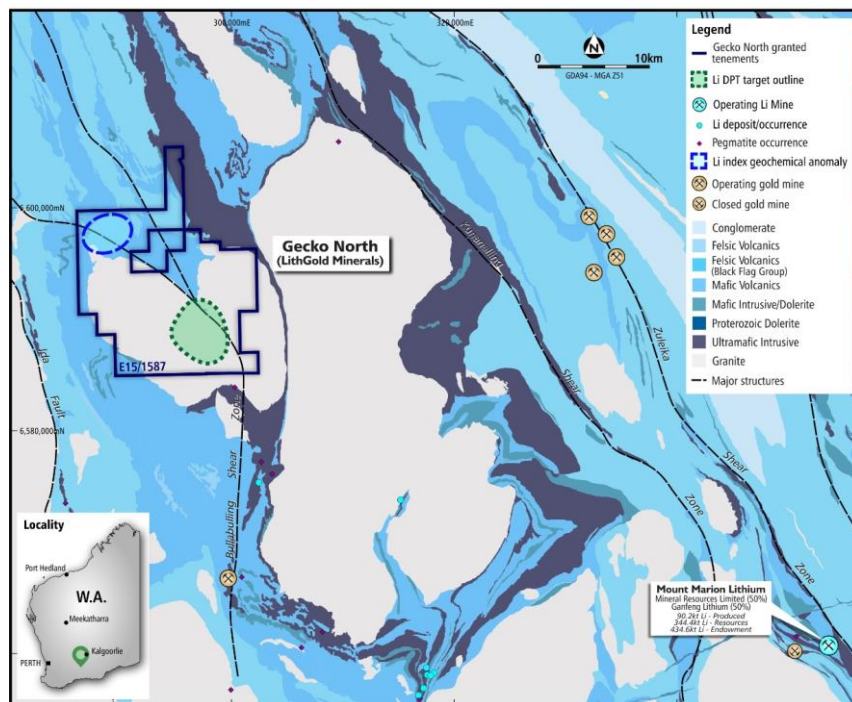 300,000mE
320,000mE
N
0
10km
GDA94 - MGA Z51
6,600,000mN
6,580,000mN
Gecko North
(LithGold Minerals)
E15/1587
Ida
Fault
Zone
Shear
Bullabulling
Zuleika
Shear
Zone
Shear
Zone
Legend
Gecko North granted
tenements
Li DPT target outline
Operating Li Mine
Li deposit/occurrence
Pegmatite occurrence
Li index geochemical anomaly
Operating gold mine
Closed gold mine
Conglomerate
Felsic Volcanics
Felsic Volcanics
(Black Flag Group)
Mafic Volcanics
Mafic Intrusive/Dolerite
Proterozoic Dolerite
Ultramafic Intrusive
Granite
Major structures
Mount Marion Lithium
Mineral Resources Limited (50%)
Ganfeng Lithium (50%)
90.2kt Li - Produced
344.4kt Li - Resources
434.6kt Li - Endowment
Locality
Port Hedland
W.A.
Meekatharra
Kalgoorlie
PERTH